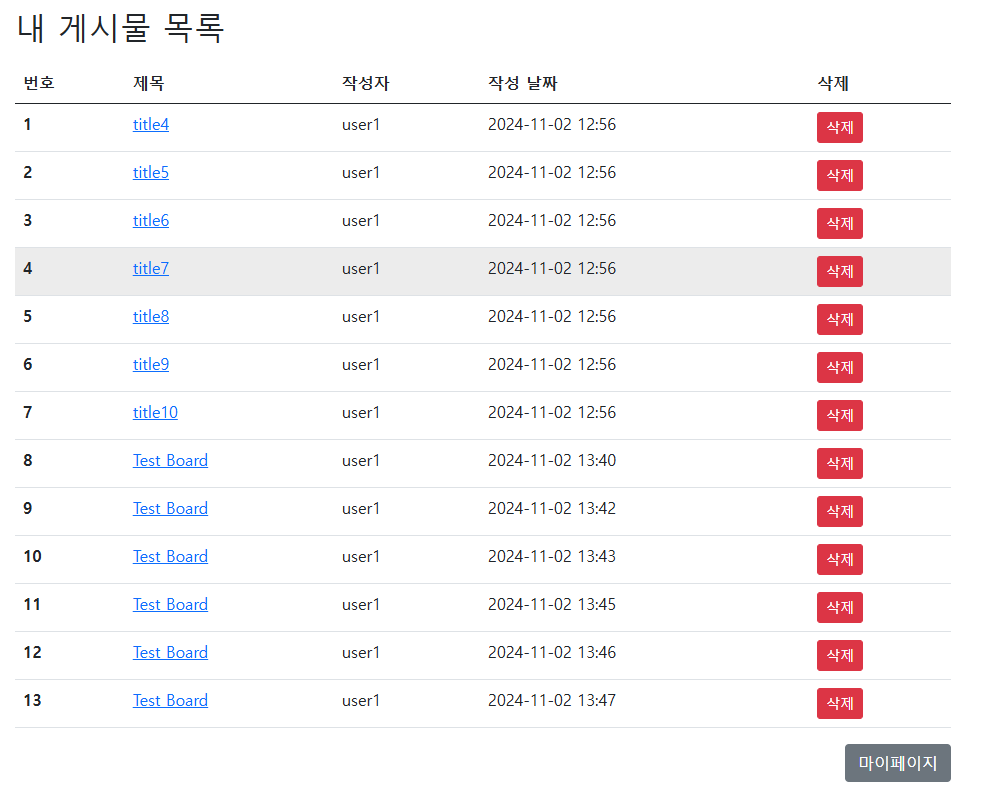 내 게시물 목록
번호 제목 작성자 작성 날짜 삭제
1 title4 user1 2024-11-02 12:56 삭제
2 title5 user1 2024-11-02 12:56 삭제
3 title6 user1 2024-11-02 12:56 삭제
4 title7 user1 2024-11-02 12:56 삭제
5 title8 user1 2024-11-02 12:56 삭제
6 title9 user1 2024-11-02 12:56 삭제
7 title10 user1 2024-11-02 12:56 삭제
8 Test Board user1 2024-11-02 13:40 삭제
9 Test Board user1 2024-11-02 13:42 삭제
10 Test Board user1 2024-11-02 13:43 삭제
11 Test Board user1 2024-11-02 13:45 삭제
12 Test Board user1 2024-11-02 13:46 삭제
13 Test Board user1 2024-11-02 13:47 삭제
마이페이지